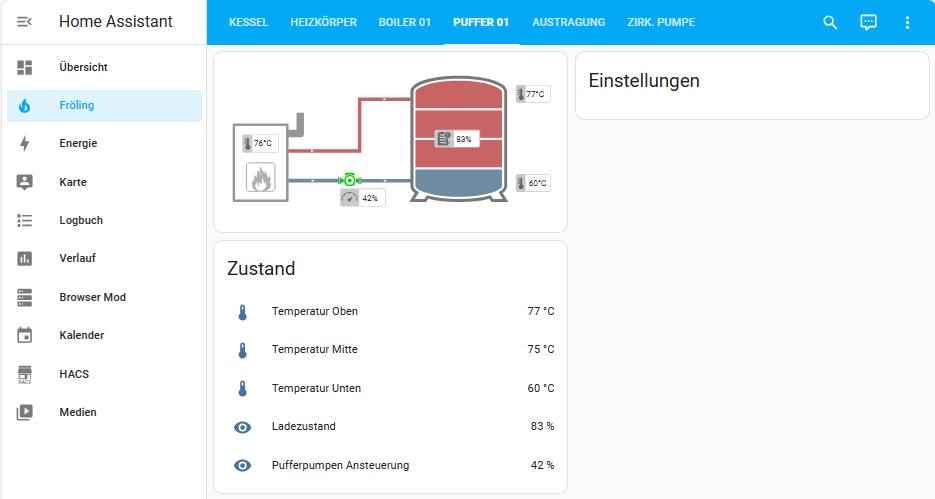 Home Assistant
KESSEL HEIZKÖRPER BOILER 01 PUFFER 01 AUSTRAGUNG ZIRK. PUMPE
Übersicht
Fröling
Energie
Karte
Logbuch
Verlauf
Browser Mod
Kalender
HACS
HACS
Medien
76°C
42%
83%
77°C
60°C
Zustand
Temperatur Oben 77 °C
Temperatur Mitte 75 °C
Temperatur Unten 60 °C
Ladezustand 83 %
Pufferpumpen Ansteuerung 42 %
Einstellungen